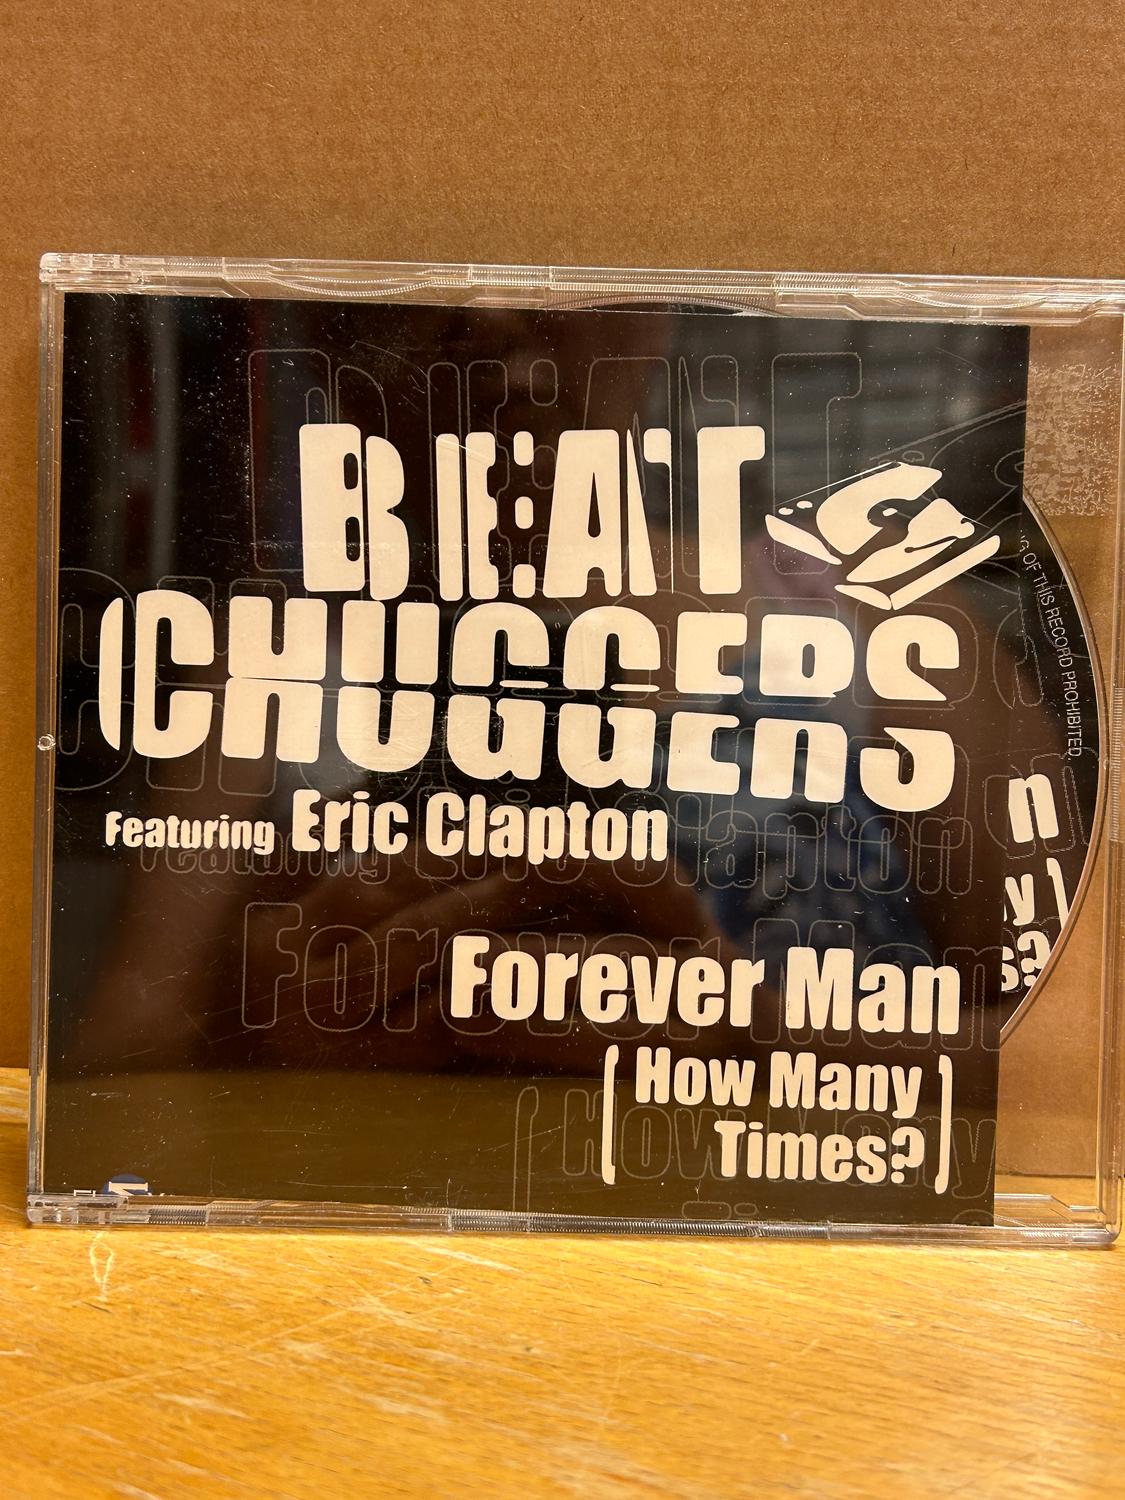 BEAT
CHUGGERS
Featuring Eric Clapton
Forever Man
(How Many
Times?)
G OF THIS RECORD PROHIBITED.
n
y)
s?